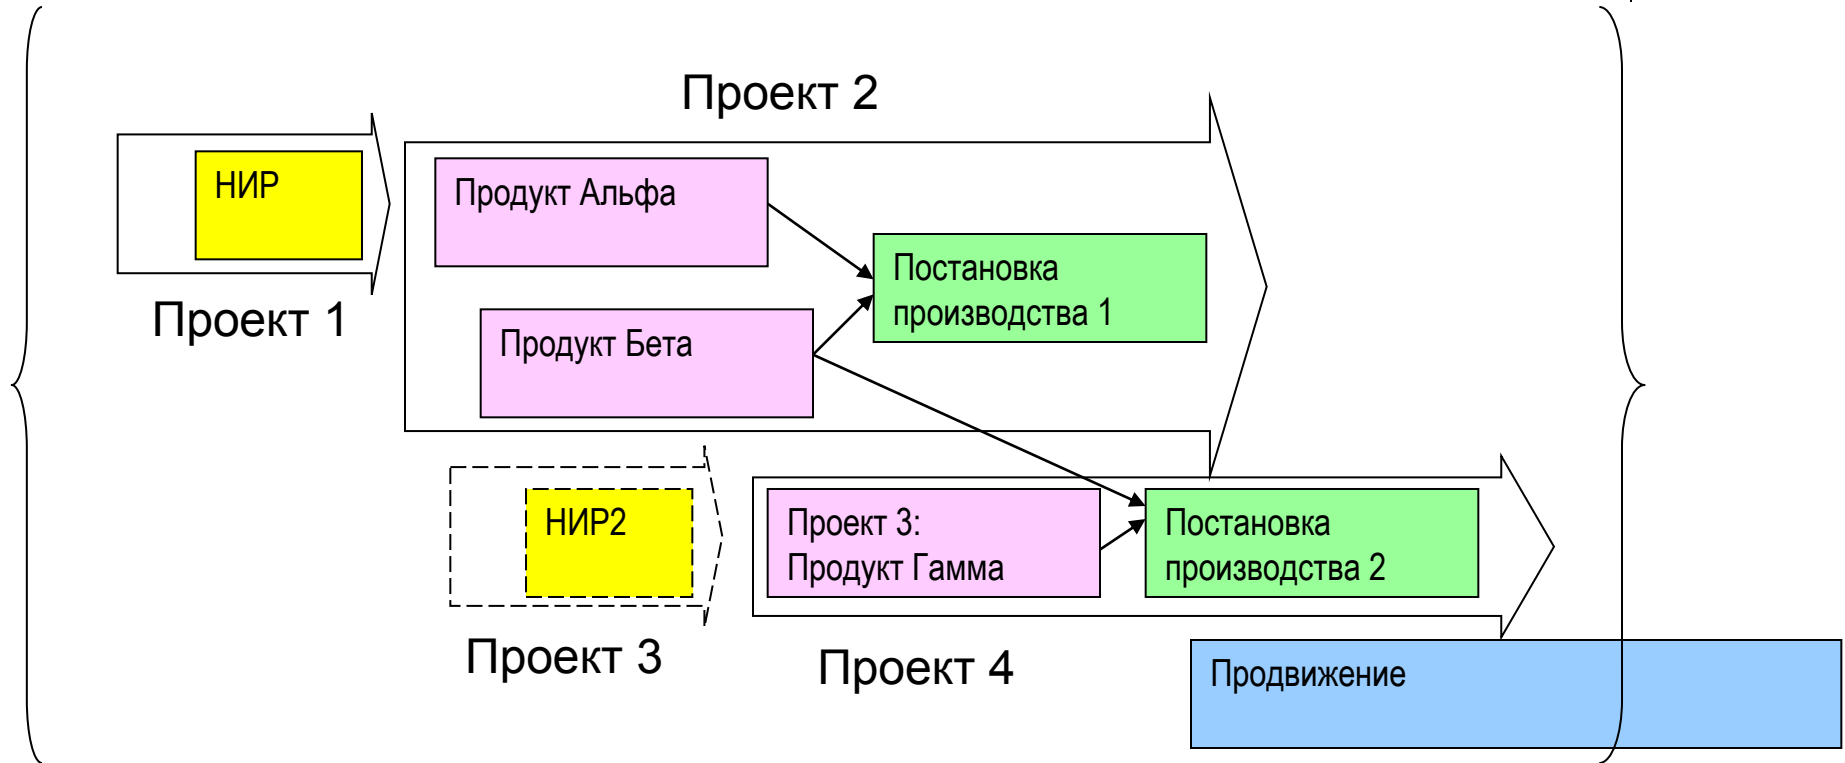 Проект 2
НИР
Продукт Альфа
Постановка
производства 1
Проект 1
Продукт Бета
НИР2
Проект 3:
Продукт Гамма
Постановка
производства 2
Проект 3
Проект 4
Продвижение